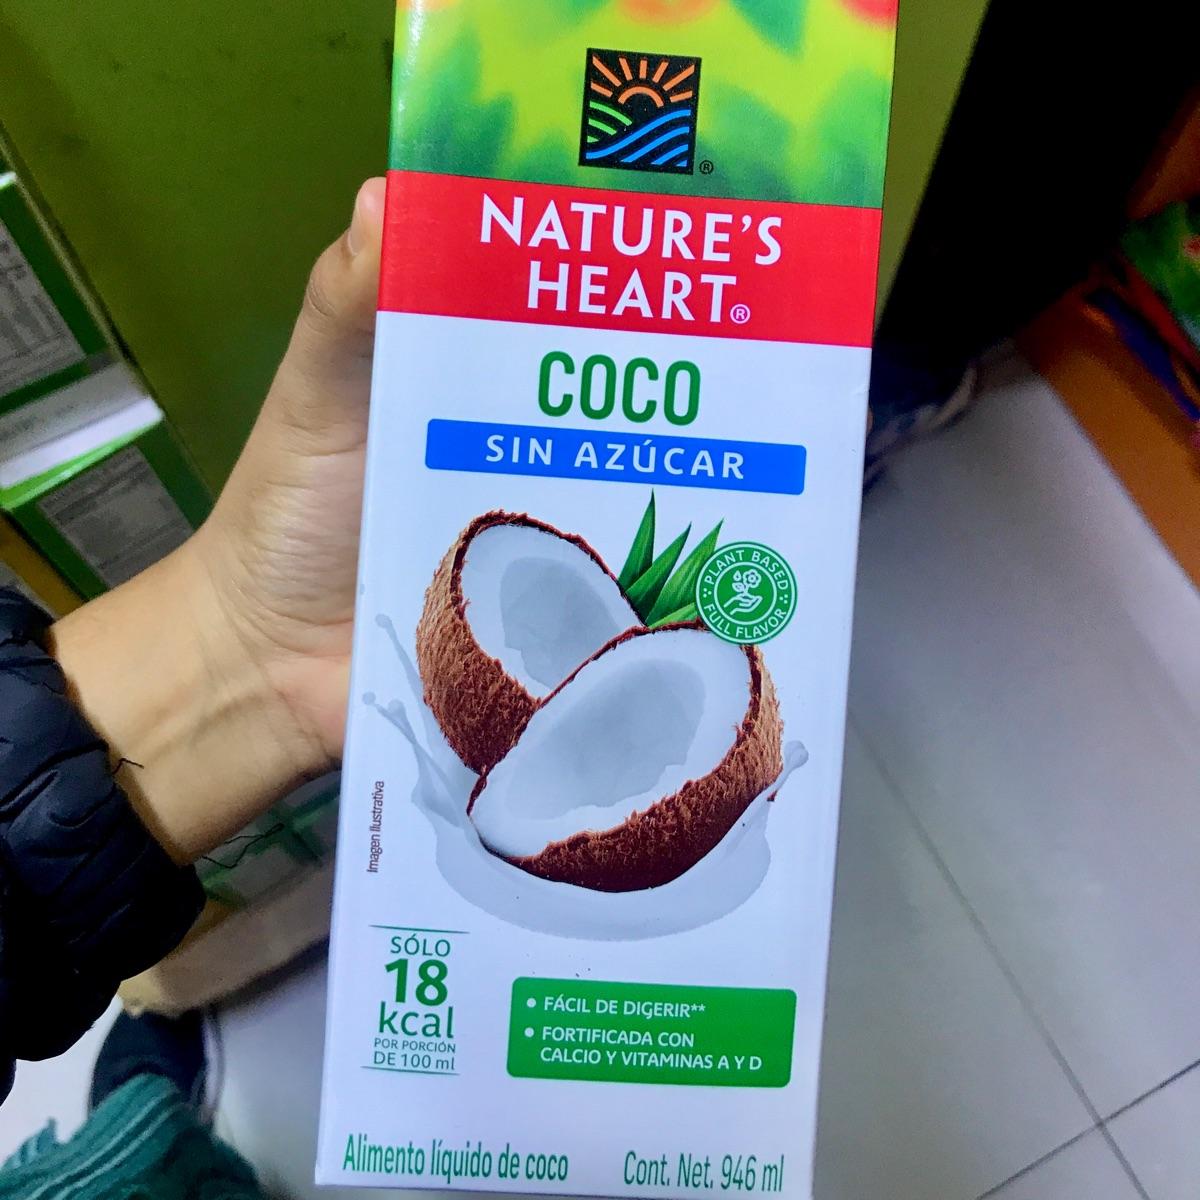 ®
NATURE'S
HEART®
COCO
SIN AZÚCAR
PLANT BASED
FULL FLAVOR
Imagen ilustrativa
SÓLO
18
kcal
POR PORCIÓN
DE 100 ml
• FÁCIL DE DIGERIR**
• FORTIFICADA CON
CALCIO Y VITAMINAS A Y D
Alimento líquido de coco
Cont. Net. 946 ml